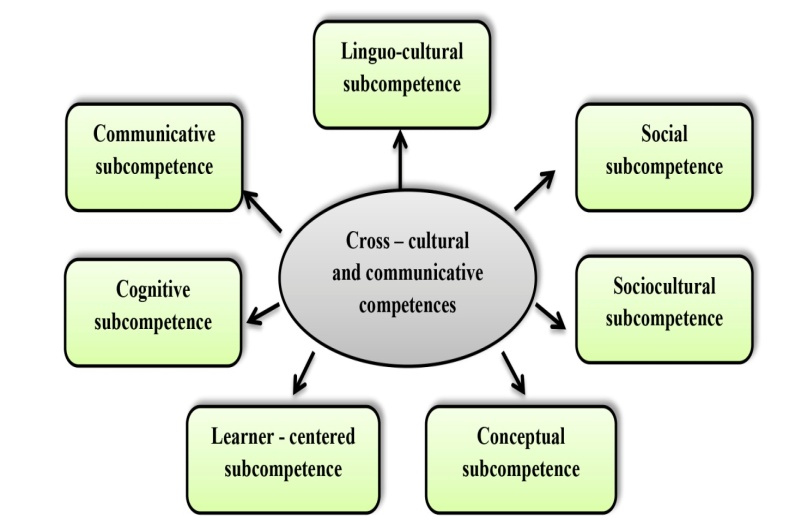 Linguo-cultural
subcompetence
Communicative
subcompetence
Social
subcompetence
Cross – cultural
and communicative
competences
Cognitive
subcompetence
Sociocultural
subcompetence
Learner - centered
subcompetence
Conceptual
subcompetence